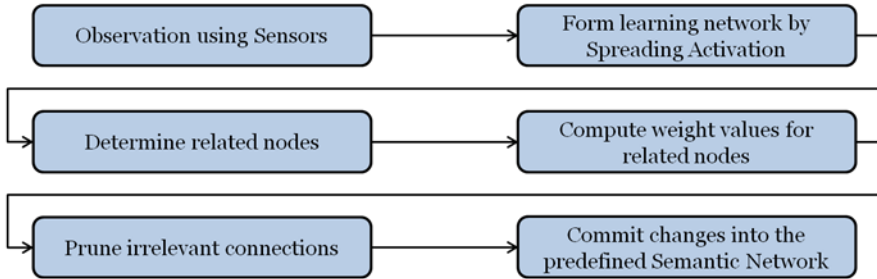 Observation using Sensors
Form learning network by
Spreading Activation
Determine related nodes
Compute weight values for
related nodes
Prune irrelevant connections
Commit changes into the
predefined Semantic Network